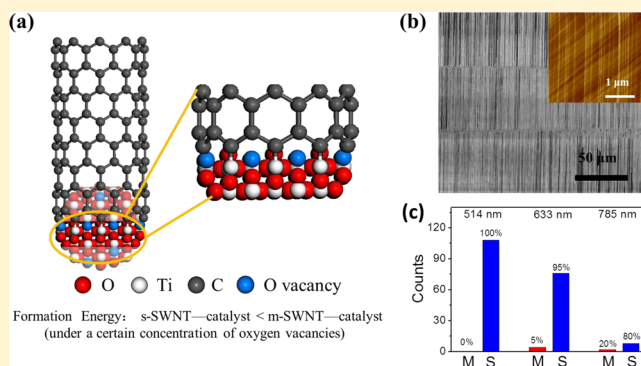 (a)
O Ti C O vacancy
Formation Energy: s-SWNT—catalyst < m-SWNT—catalyst
(under a certain concentration of oxygen vacancies)
(b)
1 μm
50 μm
(c)
514 nm 633 nm 785 nm
Counts
120
90
60
30
0
0% 100% 5% 95% 20% 80%
M S M S M S